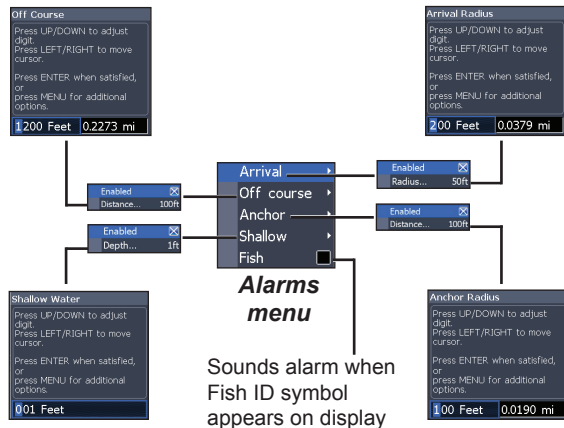 Off Course
Press UP/DOWN to adjust
digit.
Press LEFT/RIGHT to move
cursor.
Press ENTER when satisfied,
or
press MENU for additional
options.
1200 Feet 0.2273 mi
Arrival Radius
Press UP/DOWN to adjust
digit.
Press LEFT/RIGHT to move
cursor.
Press ENTER when satisfied,
or
press MENU for additional
options.
200 Feet 0.0379 mi
Enabled
Distance... 100ft
Enabled
Depth... 1ft
Arrival
Off course
Anchor
Shallow
Fish
Enabled
Radius... 50ft
Enabled
Distance... 100ft
Alarms
menu
Sounds alarm when
Fish ID symbol
appears on display
Shallow Water
Press UP/DOWN to adjust
digit.
Press LEFT/RIGHT to move
cursor.
Press ENTER when satisfied,
or
press MENU for additional
options.
001 Feet
Anchor Radius
Press UP/DOWN to adjust
digit.
Press LEFT/RIGHT to move
cursor.
Press ENTER when satisfied,
or
press MENU for additional
options.
100 Feet 0.0190 mi